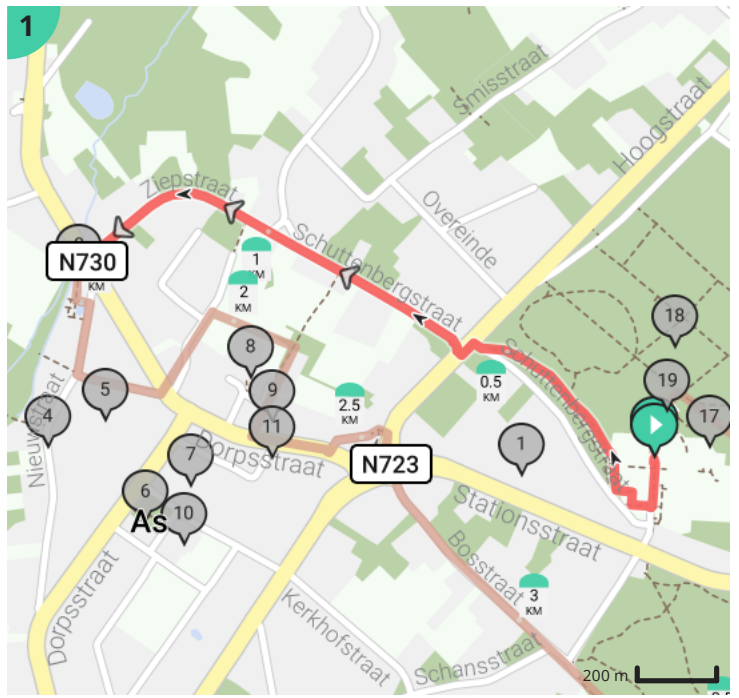 1
Smisstraat
Hoogstraat
Ziepstraat
Overeinde
Schuttenbergstraat
N730
KM
1
KM
2
KM
18
8
0.5
KM
Schuttenbergstraat
19
5
9
2.5
KM
4
11
17
1
Nieuwstraat
7
Dorpsstraat
N723
6
10
As
Stationsstraat
Bosstraat
3
KM
Dorpsstraat
Kerkhofstraat
Schansstraat
200 m